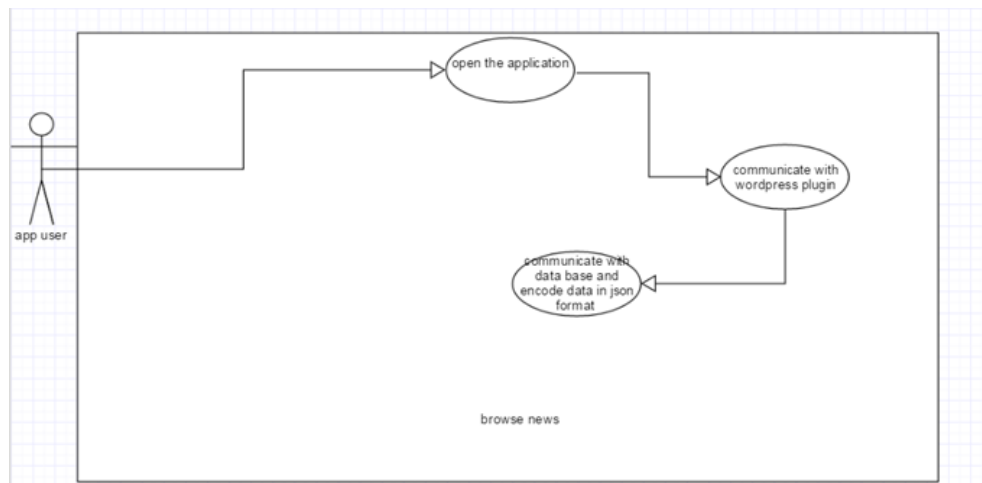 open the application
communicate with
wordpress plugin
app user
communicate with
data base and
encode data in json
format
browse news